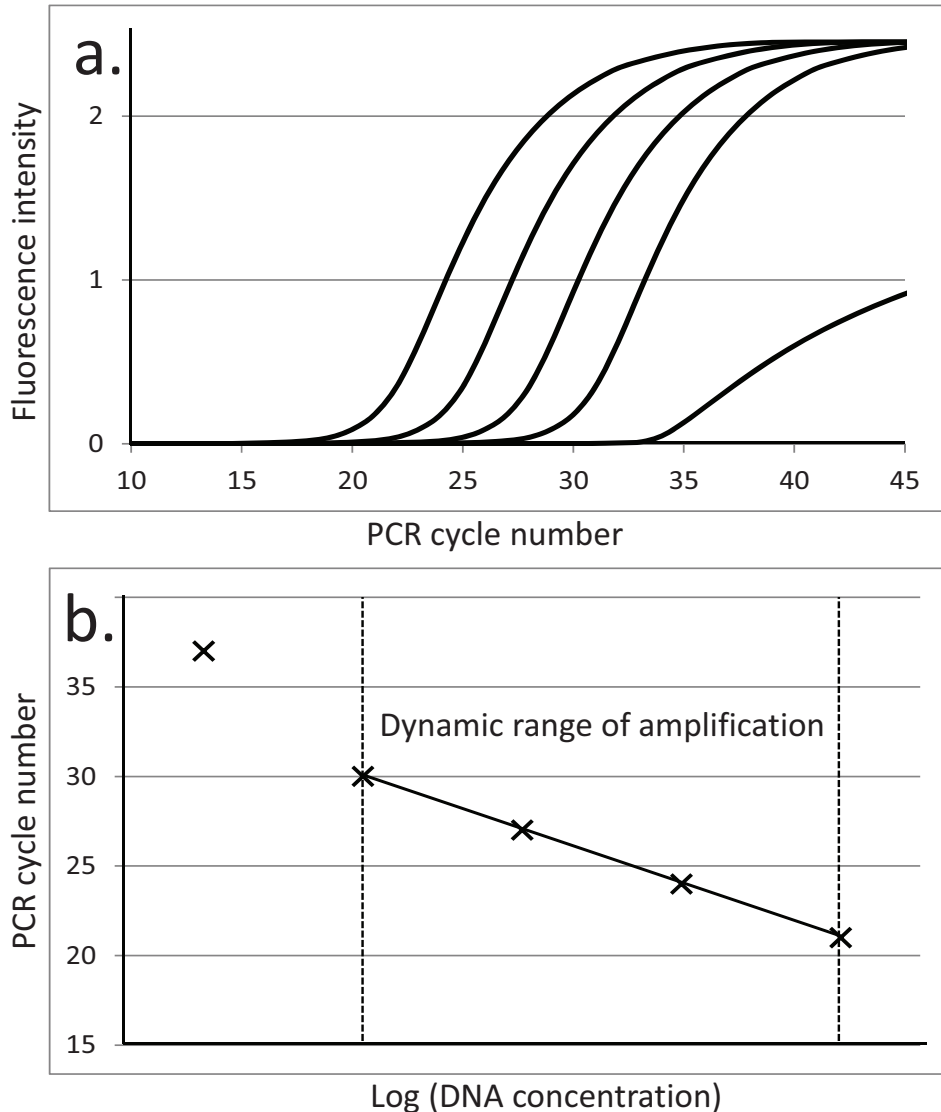 a.
Fluorescence intensity
2
1
0
10 15 20 25 30 35 40 45
PCR cycle number
b.
PCR cycle number
35
30
25
20
15
Dynamic range of amplification
Log (DNA concentration)